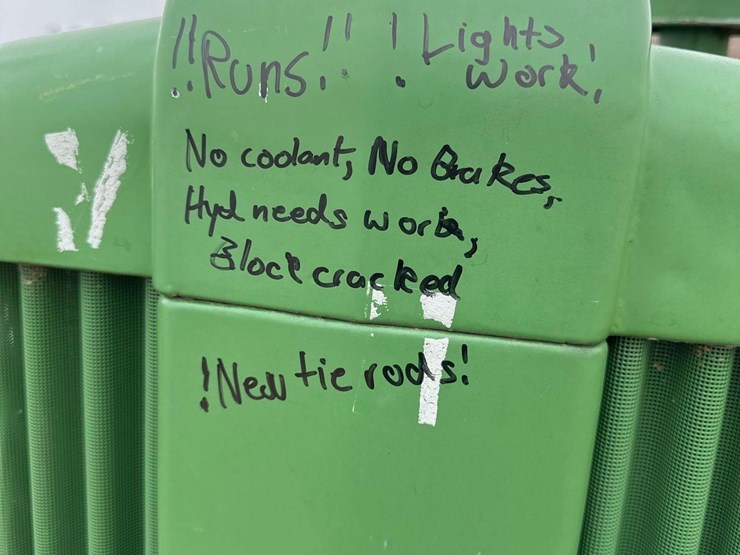 !!Runs!! !Lights work!
No coolant, No Brakes,
Hyd needs work,
Block cracked
!New tie rods!